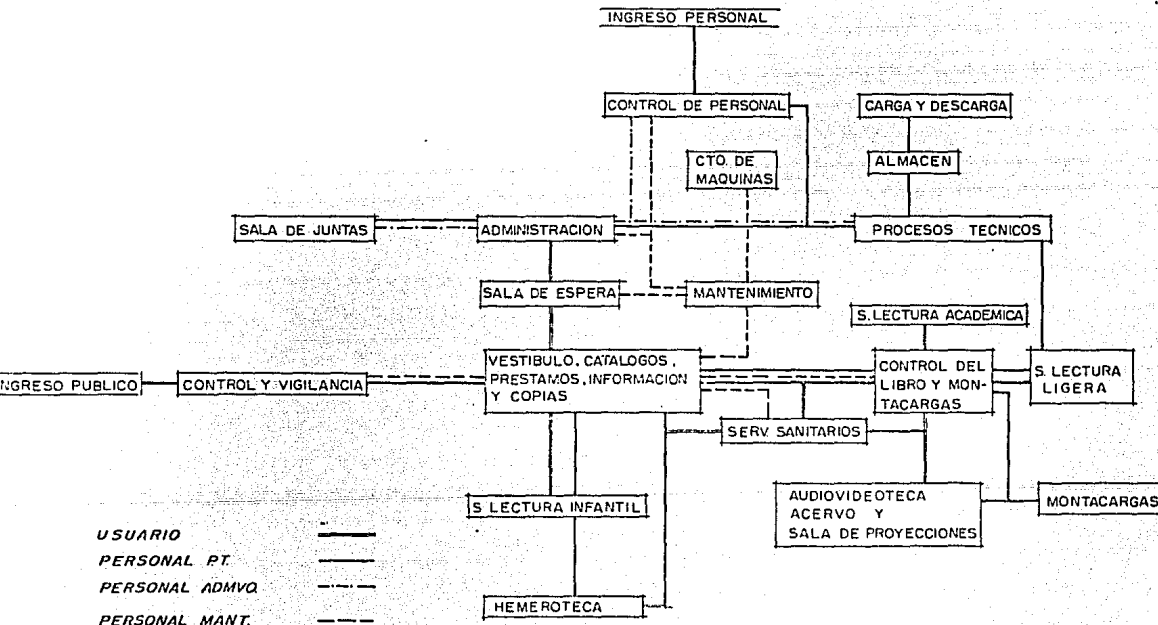 INGRESO PERSONAL
CONTROL DE PERSONAL
CARGA Y DESCARGA
CTO. DE
MAQUINAS
ALMACEN
SALA DE JUNTAS
ADMINISTRACION
PROCESOS TECNICOS
SALA DE ESPERA
MANTENIMIENTO
S. LECTURA ACADEMICA
NGRESO PUBLICO
CONTROL Y VIGILANCIA
VESTIBULO, CATALOGOS,
PRESTAMOS, INFORMACION
Y COPIAS
CONTROL DEL
LIBRO Y MON-
TACARGAS
S. LECTURA
LIGERA
SERV. SANITARIOS
S LECTURA INFANTIL
AUDIOVIDEOTECA
ACERVO Y
SALA DE PROYECCIONES
MONTACARGAS
HEMEROTECA
USUARIO
PERSONAL PT.
PERSONAL ADMVO.
PERSONAL MANT.